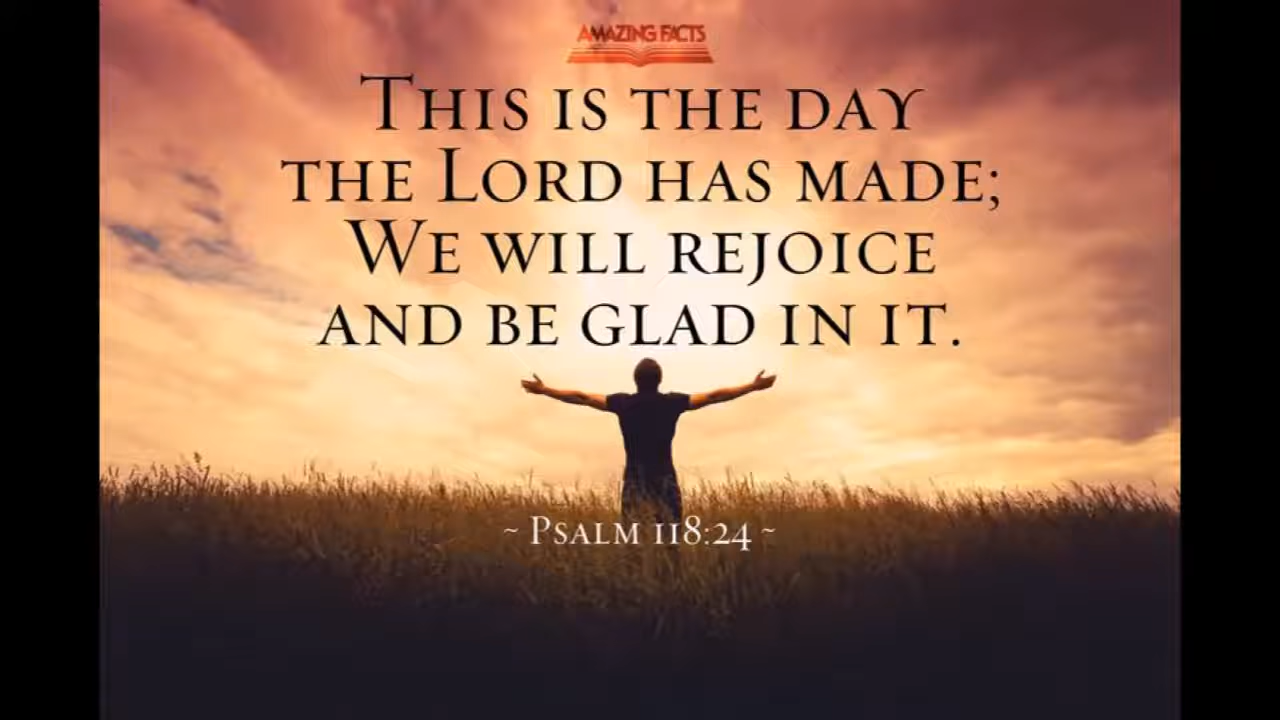 AMAZING FACTS
THIS IS THE DAY
THE LORD HAS MADE;
WE WILL REJOICE
AND BE GLAD IN IT.
~ PSALM 118:24 ~